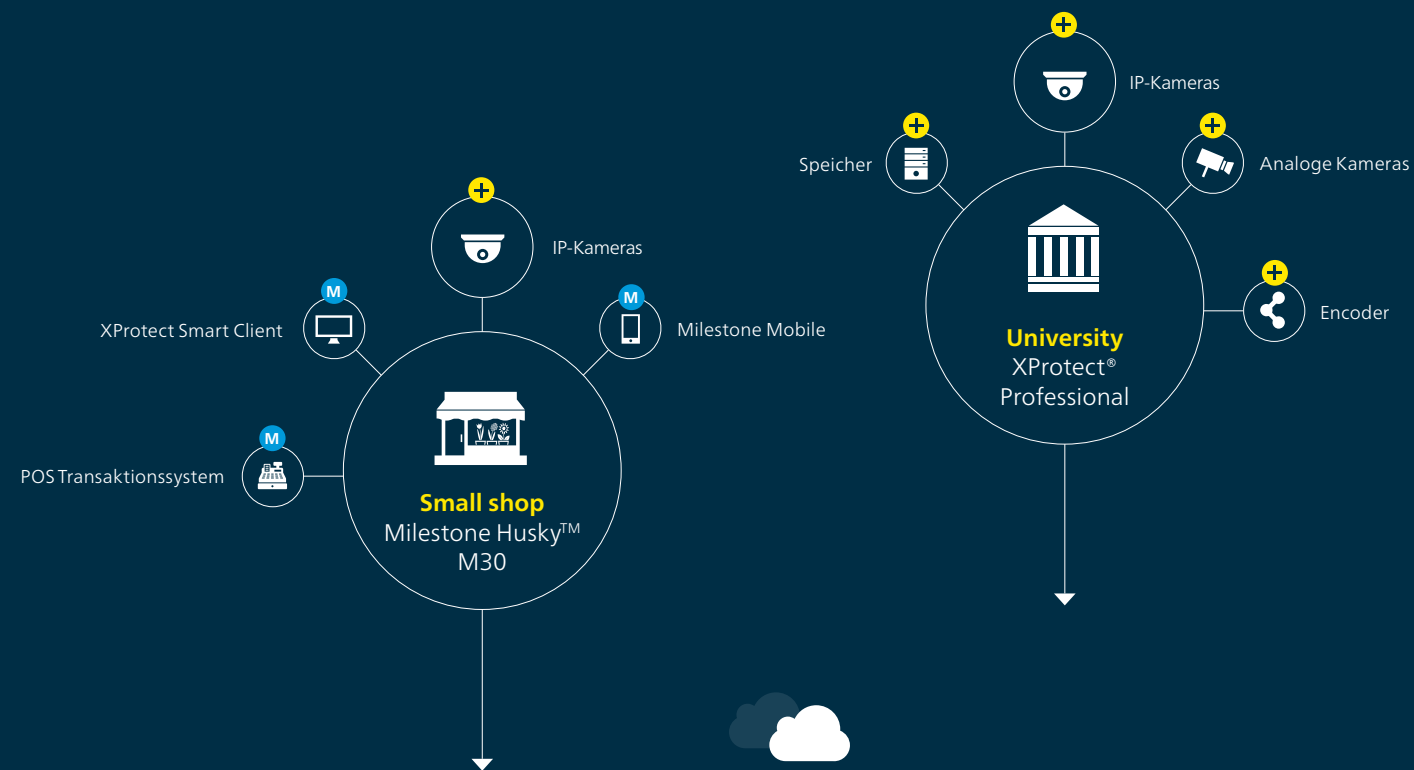 IP-Kameras
XProtect Smart Client
M
M
Milestone Mobile
M
POS Transaktionssystem
Small shop
Milestone Husky™
M30
IP-Kameras
Speicher
Analoge Kameras
Encoder
University
XProtect®
Professional